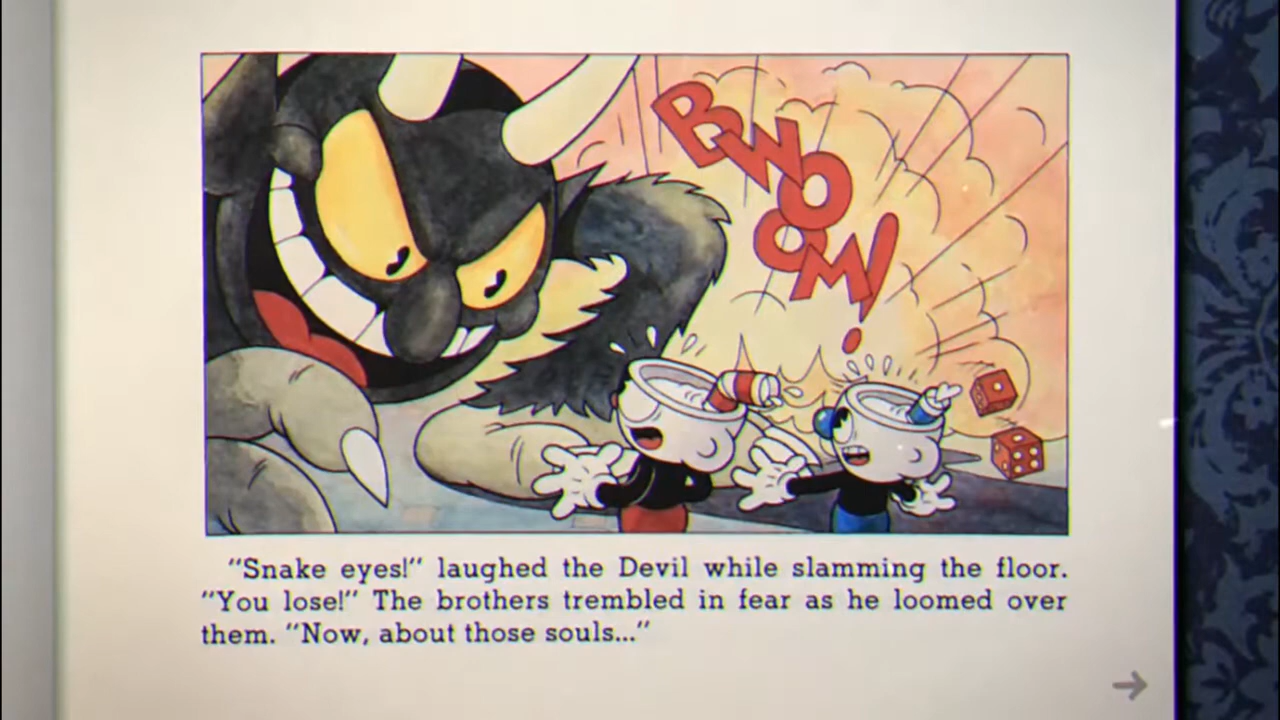 BWOOM!
“Snake eyes!“ laughed the Devil while slamming the floor.
“You lose!“ The brothers trembled in fear as he loomed over
them. “Now, about those souls...“